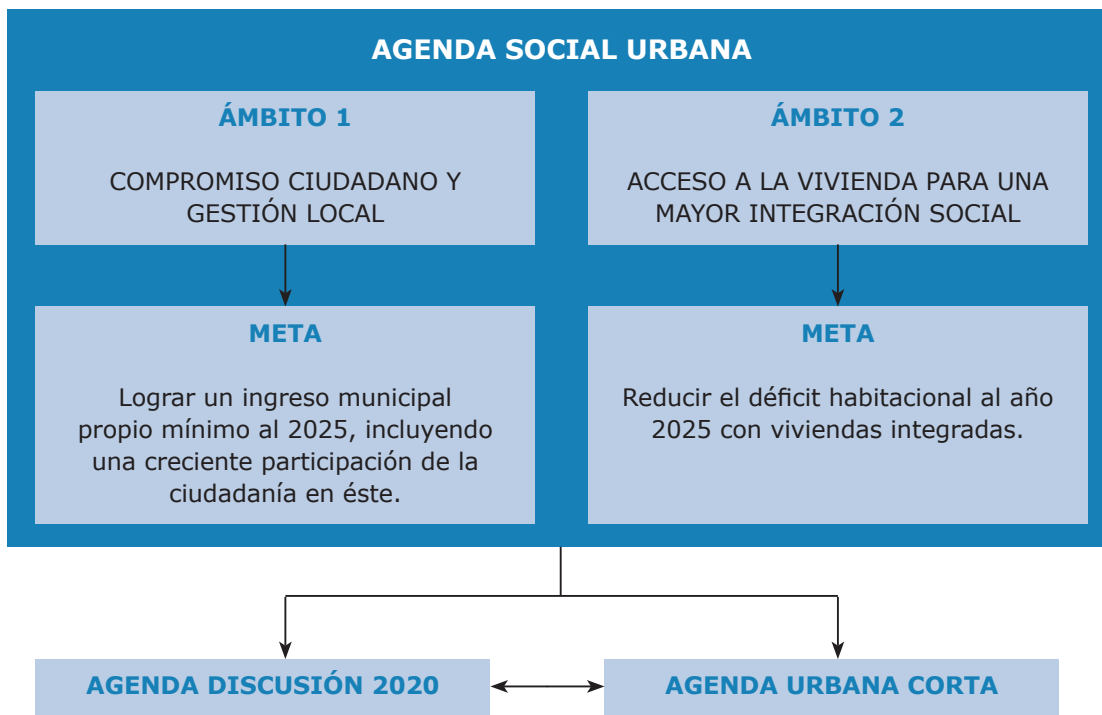 AGENDA SOCIAL URBANA
ÁMBITO 1
COMPROMISO CIUDADANO Y
GESTIÓN LOCAL
META
Lograr un ingreso municipal
propio mínimo al 2025, incluyendo
una creciente participación de la
ciudadanía en éste.
ÁMBITO 2
ACCESO A LA VIVIENDA PARA UNA
MAYOR INTEGRACIÓN SOCIAL
META
Reducir el déficit habitacional al año
2025 con viviendas integradas.
AGENDA DISCUSIÓN 2020
AGENDA URBANA CORTA